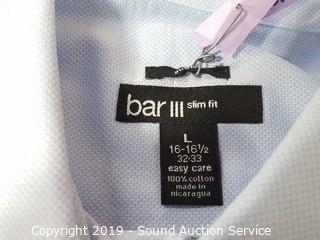 bar III slim fit
L
16-16½
32-33
easy care
100% cotton
made in
nicaragua
Copyright 2019 - Sound Auction Service